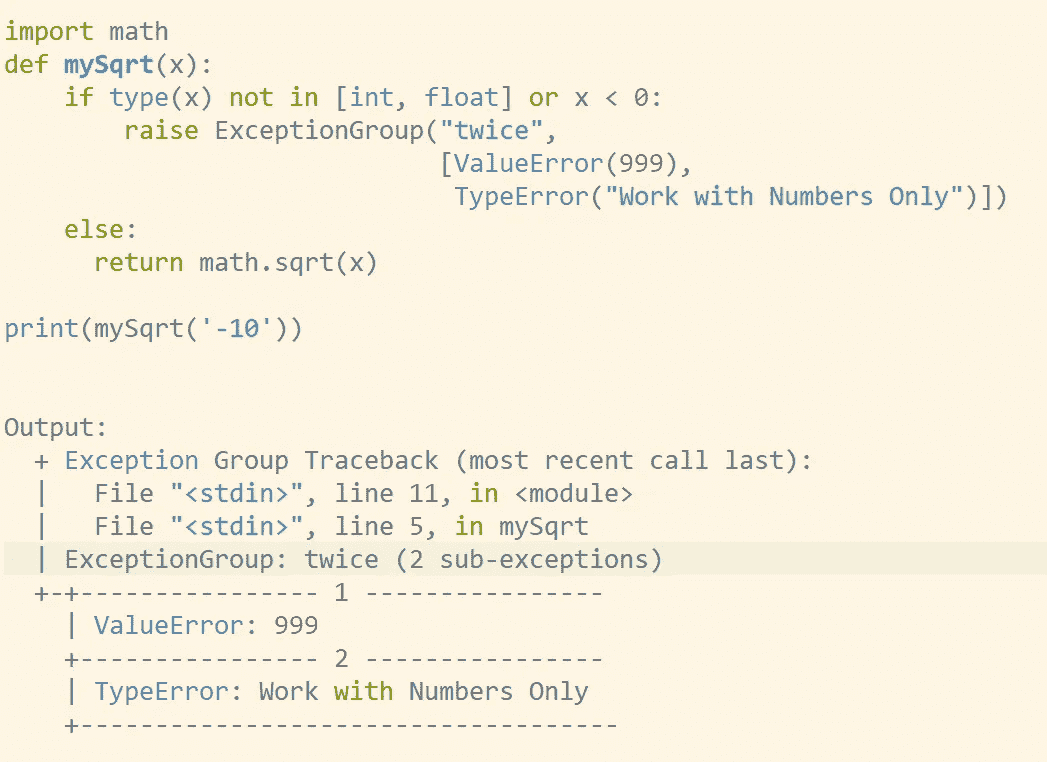 import math
def mySqrt(x):
    if type(x) not in [int, float] or x < 0:
        raise ExceptionGroup("twice",
                             [ValueError(999),
                              TypeError("Work with Numbers Only")])
    else:
      return math.sqrt(x)

print(mySqrt('-10'))


Output:
  + Exception Group Traceback (most recent call last):
  |   File "<stdin>", line 11, in <module>
  |   File "<stdin>", line 5, in mySqrt
  | ExceptionGroup: twice (2 sub-exceptions)
  +-+---------------- 1 ----------------
    | ValueError: 999
    +---------------- 2 ----------------
    | TypeError: Work with Numbers Only
    +------------------------------------